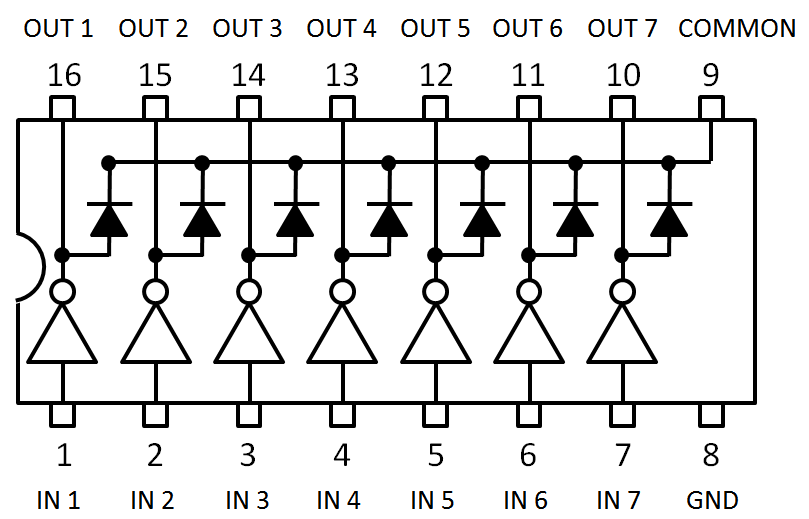 OUT 1 OUT 2 OUT 3 OUT 4 OUT 5 OUT 6 OUT 7 COMMON
16 15 14 13 12 11 10 9
1 2 3 4 5 6 7 8
IN 1 IN 2 IN 3 IN 4 IN 5 IN 6 IN 7 GND